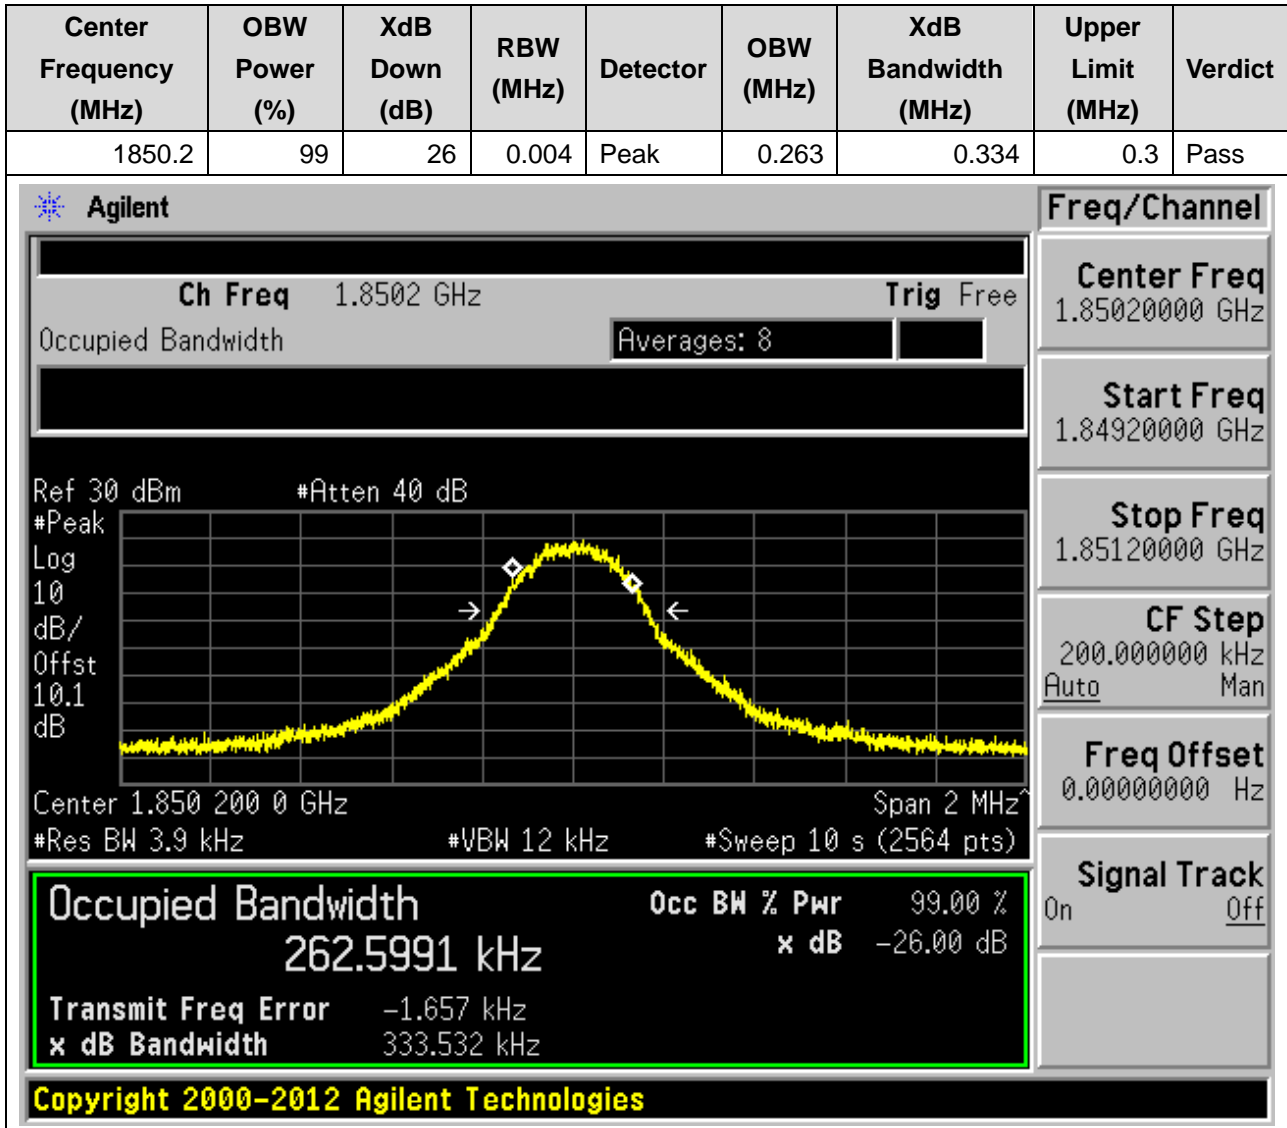 Center Frequency (MHz) OBW Power (%) XdB Down (dB) RBW (MHz) Detector OBW (MHz) XdB Bandwidth (MHz) Upper Limit (MHz) Verdict
1850.2 99 26 0.004 Peak 0.263 0.334 0.3 Pass
Agilent
Freq/Channel
Ch Freq 1.8502 GHz Trig Free
Occupied Bandwidth Averages: 8
Center Freq
1.85020000 GHz
Start Freq
1.84920000 GHz
Stop Freq
1.85120000 GHz
CF Step
200.000000 kHz
Auto Man
Freq Offset
0.00000000 Hz
Signal Track
On Off
Ref 30 dBm #Atten 40 dB
#Peak
Log
10
dB/
Offst
10.1
dB
Center 1.850 200 0 GHz Span 2 MHz^
#Res BW 3.9 kHz #VBW 12 kHz #Sweep 10 s (2564 pts)
Occupied Bandwidth Occ BW % Pwr 99.00 %
262.5991 kHz x dB -26.00 dB
Transmit Freq Error -1.657 kHz
x dB Bandwidth 333.532 kHz
Copyright 2000-2012 Agilent Technologies